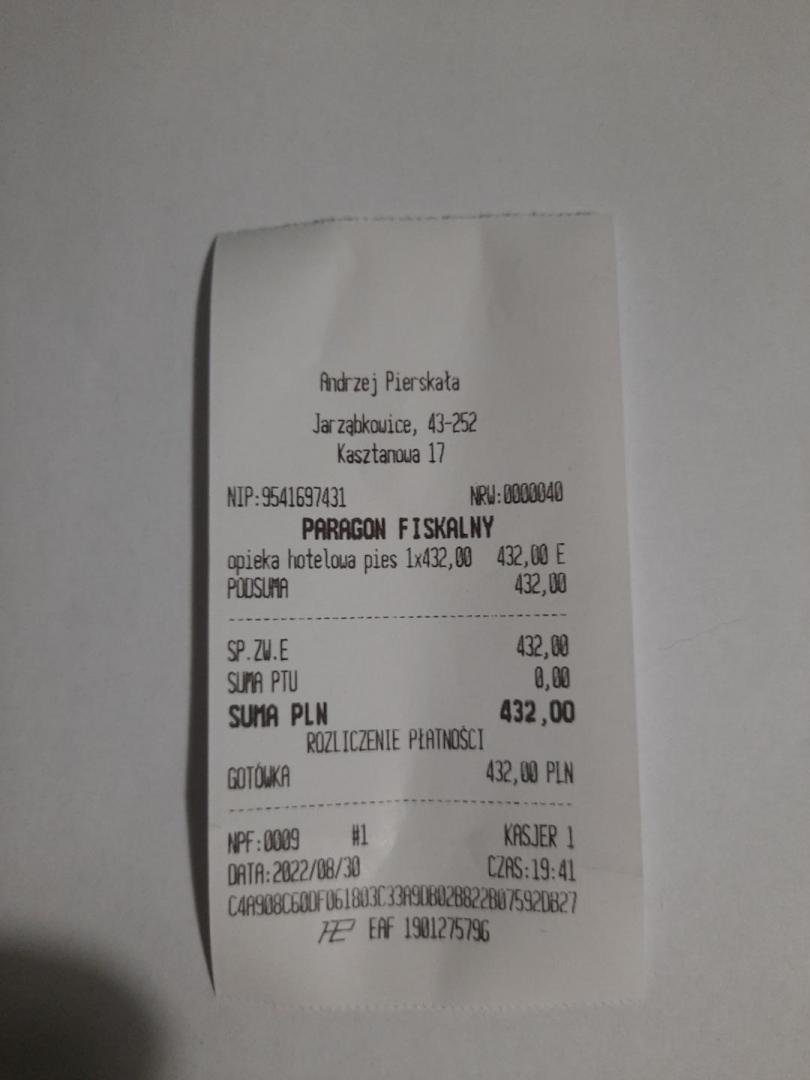 Andrzej Pierskała
Jarząbkowice, 43-252
Kasztanowa 17
NIP:9541697431 NRW:0000040
PARAGON FISKALNY
opieka hotelowa pies 1x432,00 432,00 E
PODSUMA 432,00
SP.ZW.E 432,00
SUMA PTU 0,00
SUMA PLN 432,00
ROZLICZENIE PŁATNOŚCI
GOTÓWKA 432,00 PLN
NPF:0009 #1 KASJER 1
DATA:2022/08/30 CZAS:19:41
C4A908C60DF061803C33A9DB02B822B07592DB27
EAF 1901275796